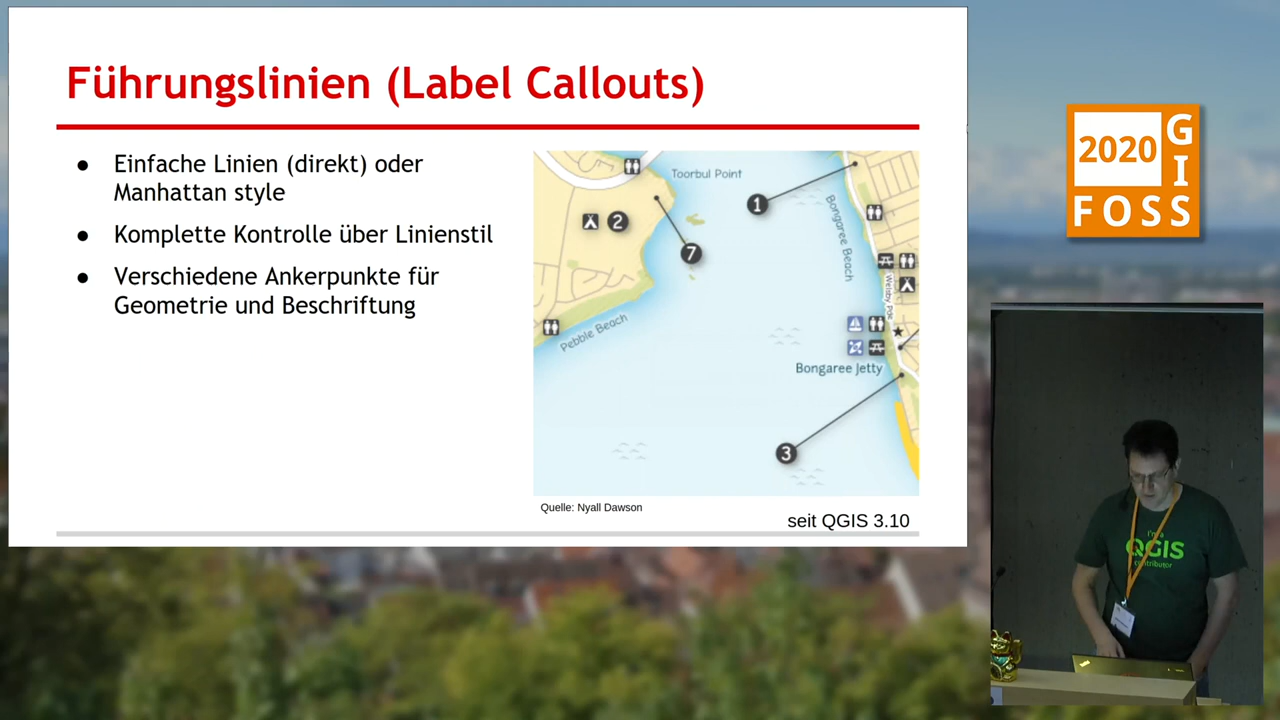 Führungslinien (Label Callouts)
● Einfache Linien (direkt) oder
Manhattan style
● Komplette Kontrolle über Linienstil
● Verschiedene Ankerpunkte für
Geometrie und Beschriftung
Toorbul Point
1
2
7
Bongaree Beach
Pebble Beach
Bongaree Jetty
3
Quelle: Nyall Dawson
seit QGIS 3.10
2020
GIS
FOSS
I'm a
QGIS
contributor